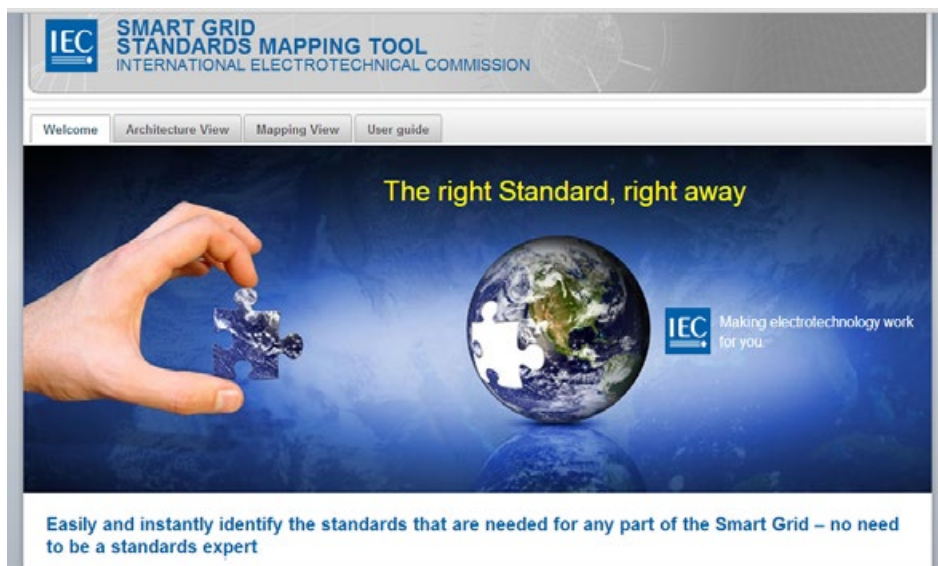 IEC
SMART GRID
STANDARDS MAPPING TOOL
INTERNATIONAL ELECTROTECHNICAL COMMISSION
Welcome
Architecture View
Mapping View
User guide
The right Standard, right away
IEC
Making electrotechnology work
for you.
Easily and instantly identify the standards that are needed for any part of the Smart Grid – no need
to be a standards expert